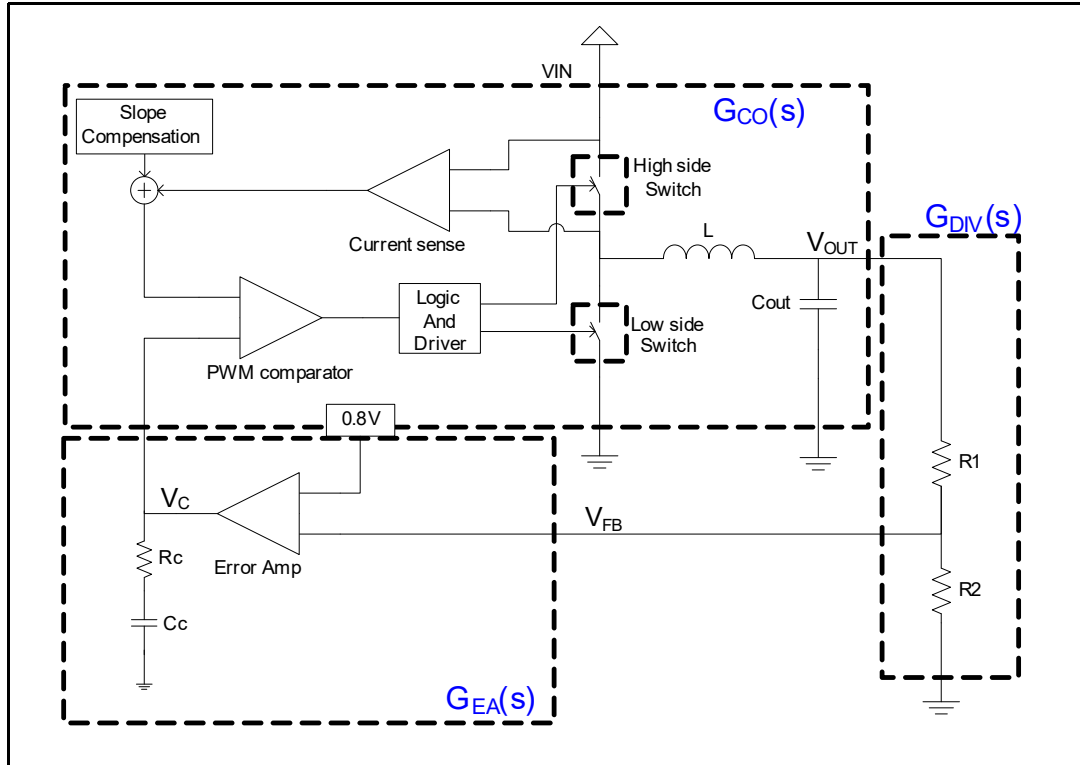 VIN
GCO(s)
Slope
Compensation
High side
Switch
+
Current sense
GDIV(s)
L
VOUT
Logic
And
Driver
Cout
Low side
Switch
PWM comparator
0.8V
R1
VC
VFB
Rc
Error Amp
R2
Cc
GEA(s)